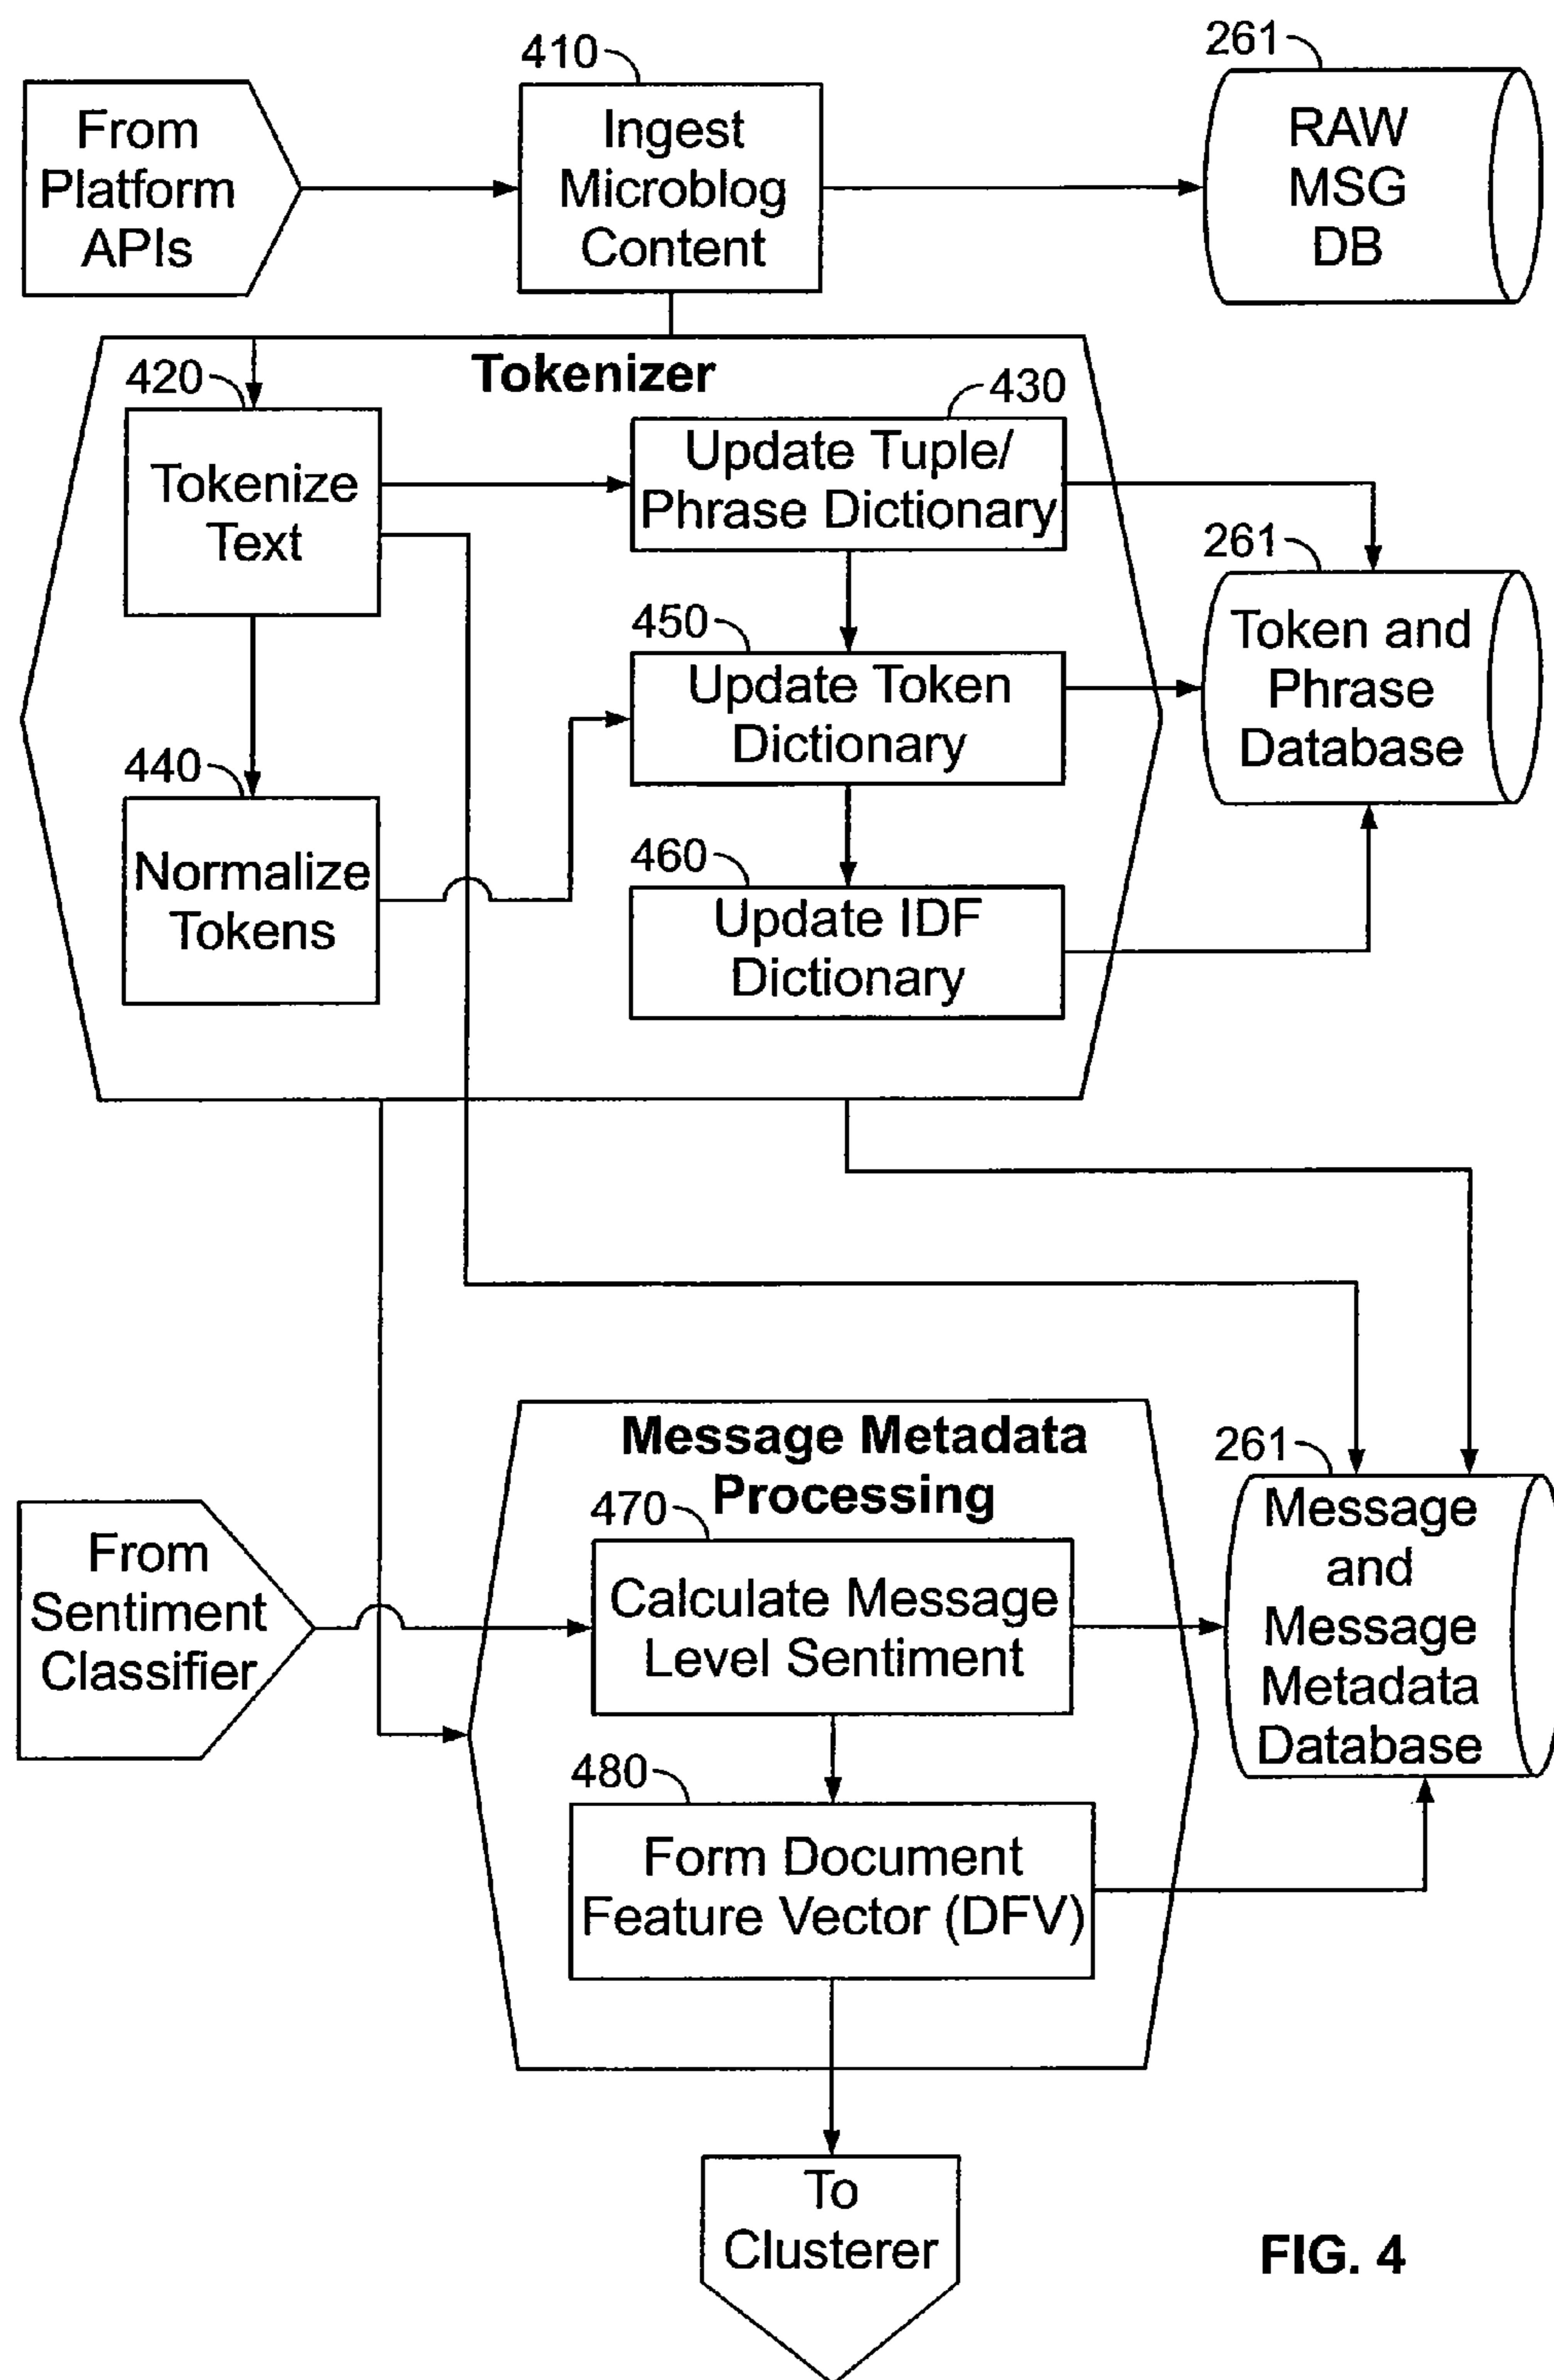 410
261
From
Platform
APIs
Ingest
Microblog
Content
RAW
MSG
DB
Tokenizer
420
430
Tokenize
Text
Update Tuple/
Phrase Dictionary
261
Token and
Phrase
Database
450
Update Token
Dictionary
440
Normalize
Tokens
460
Update IDF
Dictionary
Message Metadata
Processing
261
470
From
Sentiment
Classifier
Calculate Message
Level Sentiment
Message
and
Message
Metadata
Database
480
Form Document
Feature Vector (DFV)
To
Clusterer
FIG. 4